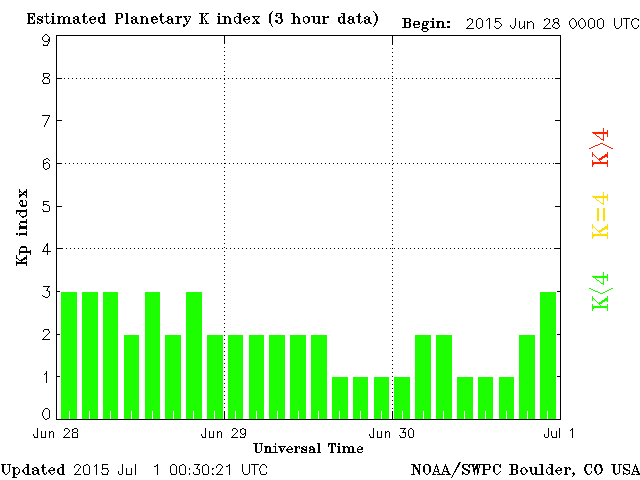 Estimated Planetary K index (3 hour data)
Begin: 2015 Jun 28 0000 UTC
9
8
7
6
5
4
3
2
1
0
Kp index
K>4
K=4
K<4
Jun 28
Jun 29
Jun 30
Jul 1
Universal Time
Updated 2015 Jul 1 00:30:21 UTC
NOAA/SWPC Boulder, CO USA